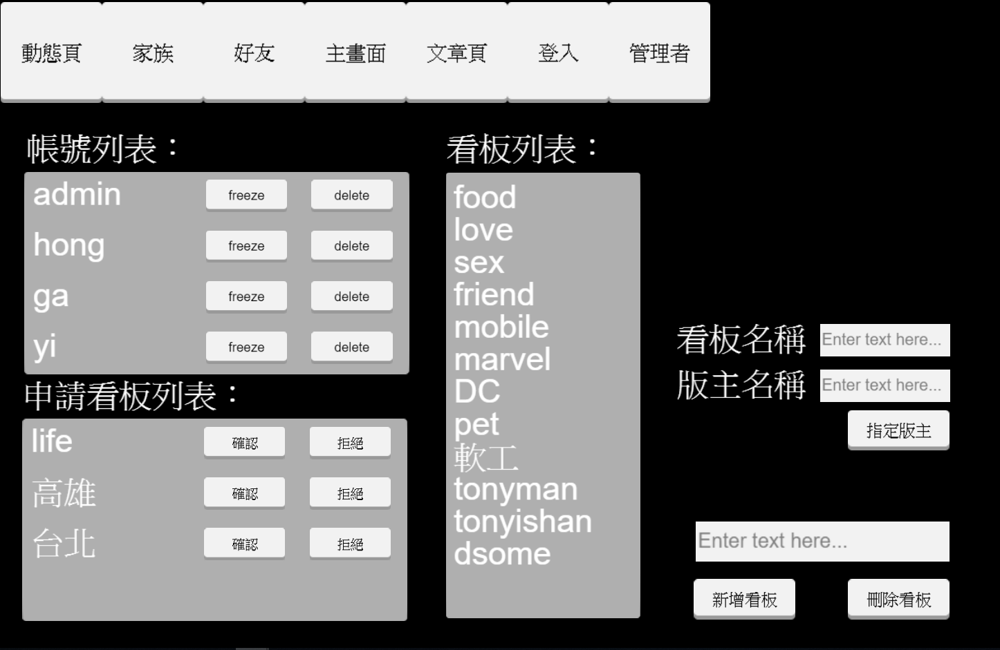 動態頁 家族 好友 主畫面 文章頁 登入 管理者
帳號列表：
admin freeze delete
hong freeze delete
ga freeze delete
yi freeze delete
申請看板列表：
life 確認 拒絕
高雄 確認 拒絕
台北 確認 拒絕
看板列表：
food
love
sex
friend
mobile
marvel
DC
pet
軟工
tonyman
tonyishan
dsome
看板名稱 Enter text here...
版主名稱 Enter text here...
指定版主
Enter text here...
新增看板 刪除看板